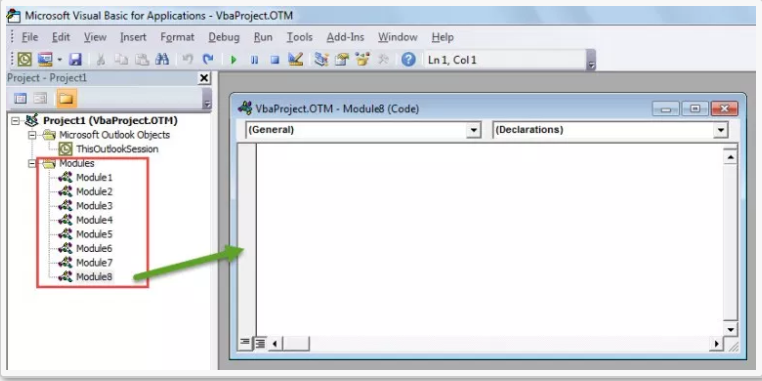 Microsoft Visual Basic for Applications - VbaProject.OTM
File Edit View Insert Format Debug Run Tools Add-Ins Window Help
Ln 1, Col 1
Project - Project1
Project1 (VbaProject.OTM)
Microsoft Outlook Objects
ThisOutlookSession
Modules
Module1
Module2
Module3
Module4
Module5
Module6
Module7
Module8
VbaProject.OTM - Module8 (Code)
(General) (Declarations)